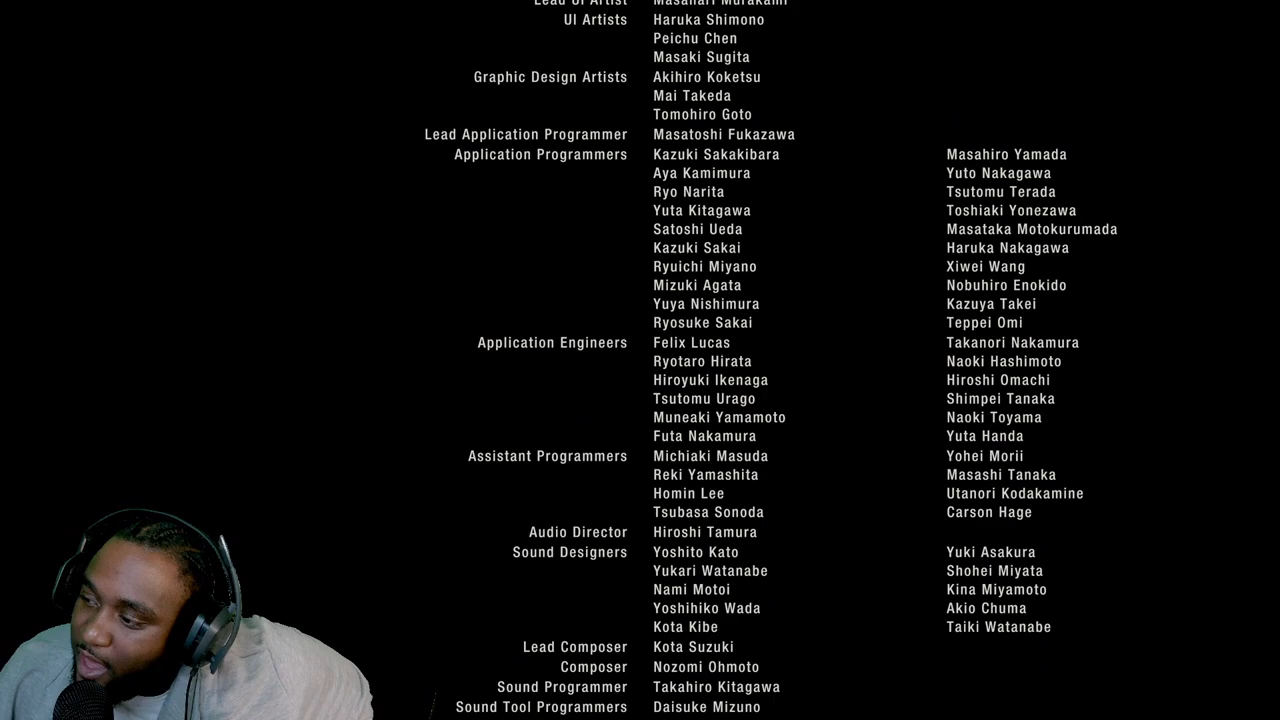 Lead UI Artist Masanari Murakami
UI Artists Haruka Shimono
Peichu Chen
Masaki Sugita
Graphic Design Artists Akihiro Koketsu
Mai Takeda
Tomohiro Goto
Lead Application Programmer Masatoshi Fukazawa
Application Programmers Kazuki Sakakibara Masahiro Yamada
Aya Kamimura Yuto Nakagawa
Ryo Narita Tsutomu Terada
Yuta Kitagawa Toshiaki Yonezawa
Satoshi Ueda Masataka Motokurumada
Kazuki Sakai Haruka Nakagawa
Ryuichi Miyano Xiwei Wang
Mizuki Agata Nobuhiro Enokido
Yuya Nishimura Kazuya Takei
Ryosuke Sakai Teppei Omi
Application Engineers Felix Lucas Takanori Nakamura
Ryotaro Hirata Naoki Hashimoto
Hiroyuki Ikenaga Hiroshi Omachi
Tsutomu Urago Shimpei Tanaka
Muneaki Yamamoto Naoki Toyama
Futa Nakamura Yuta Handa
Assistant Programmers Michiaki Masuda Yohei Morii
Reki Yamashita Masashi Tanaka
Homin Lee Utanori Kodakamine
Tsubasa Sonoda Carson Hage
Audio Director Hiroshi Tamura
Sound Designers Yoshito Kato Yuki Asakura
Yukari Watanabe Shohei Miyata
Nami Motoi Kina Miyamoto
Yoshihiko Wada Akio Chuma
Kota Kibe Taiki Watanabe
Lead Composer Kota Suzuki
Composer Nozomi Ohmoto
Sound Programmer Takahiro Kitagawa
Sound Tool Programmers Daisuke Mizuno